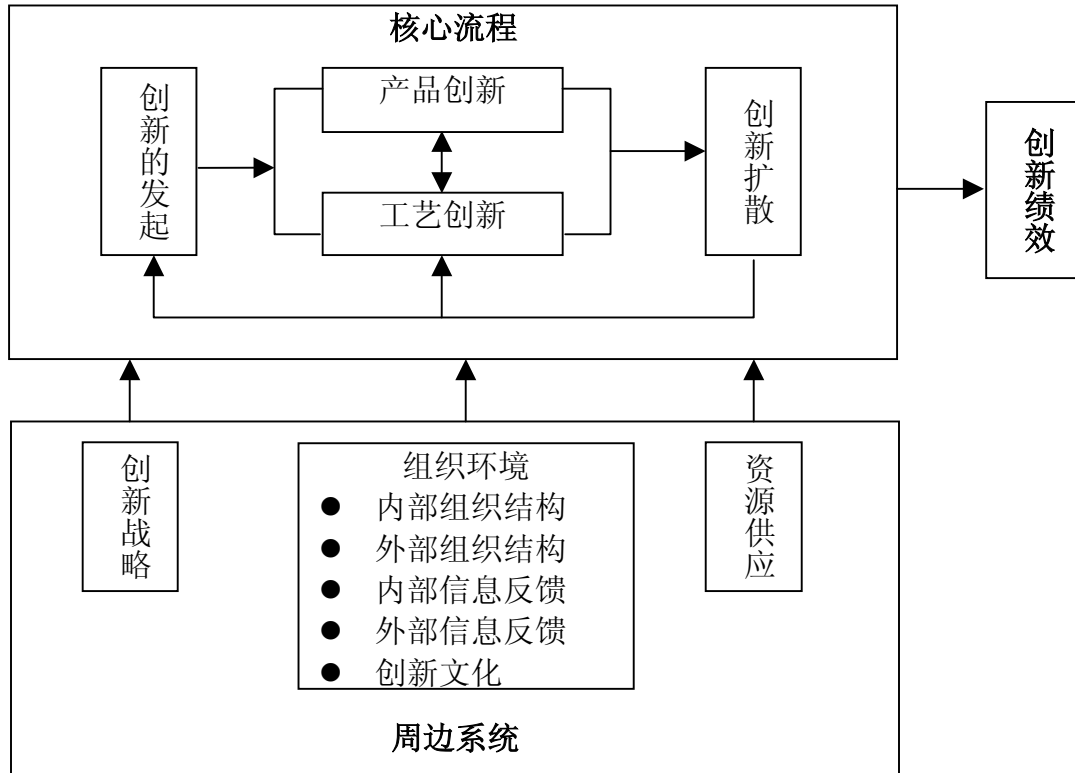 核心流程
创新的发起
产品创新
工艺创新
创新扩散
创新绩效
创新战略
组织环境
● 内部组织结构
● 外部组织结构
● 内部信息反馈
● 外部信息反馈
● 创新文化
资源供应
周边系统